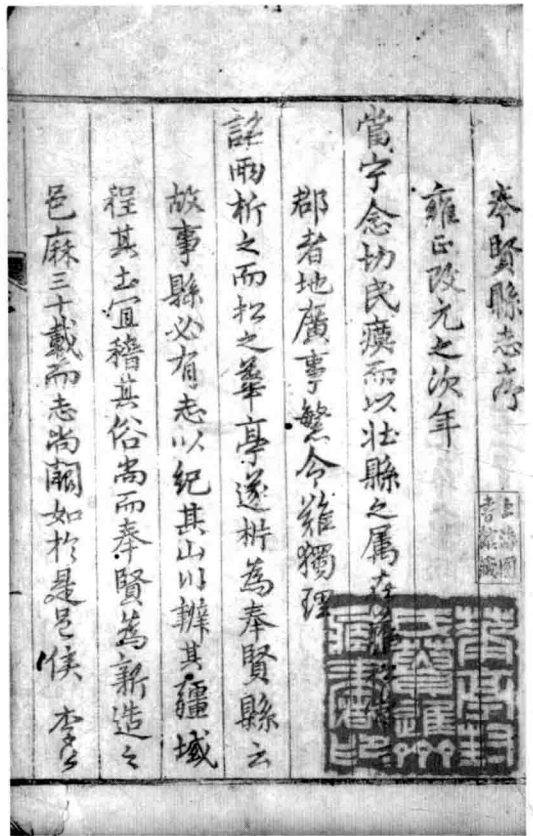 奉賢縣志序
雍正改元之次年
當宁念切民瘼而以壯縣之属在蘇松諸
郡者地廣事繁令難獨理
詔兩析之而松之華亭遂析為奉賢縣云
故事縣必有志以紀其山川辨其疆域
程其土宜稽其俗尚而奉賢為新造之
邑歴三十載而志尚闕如於是邑侯李公